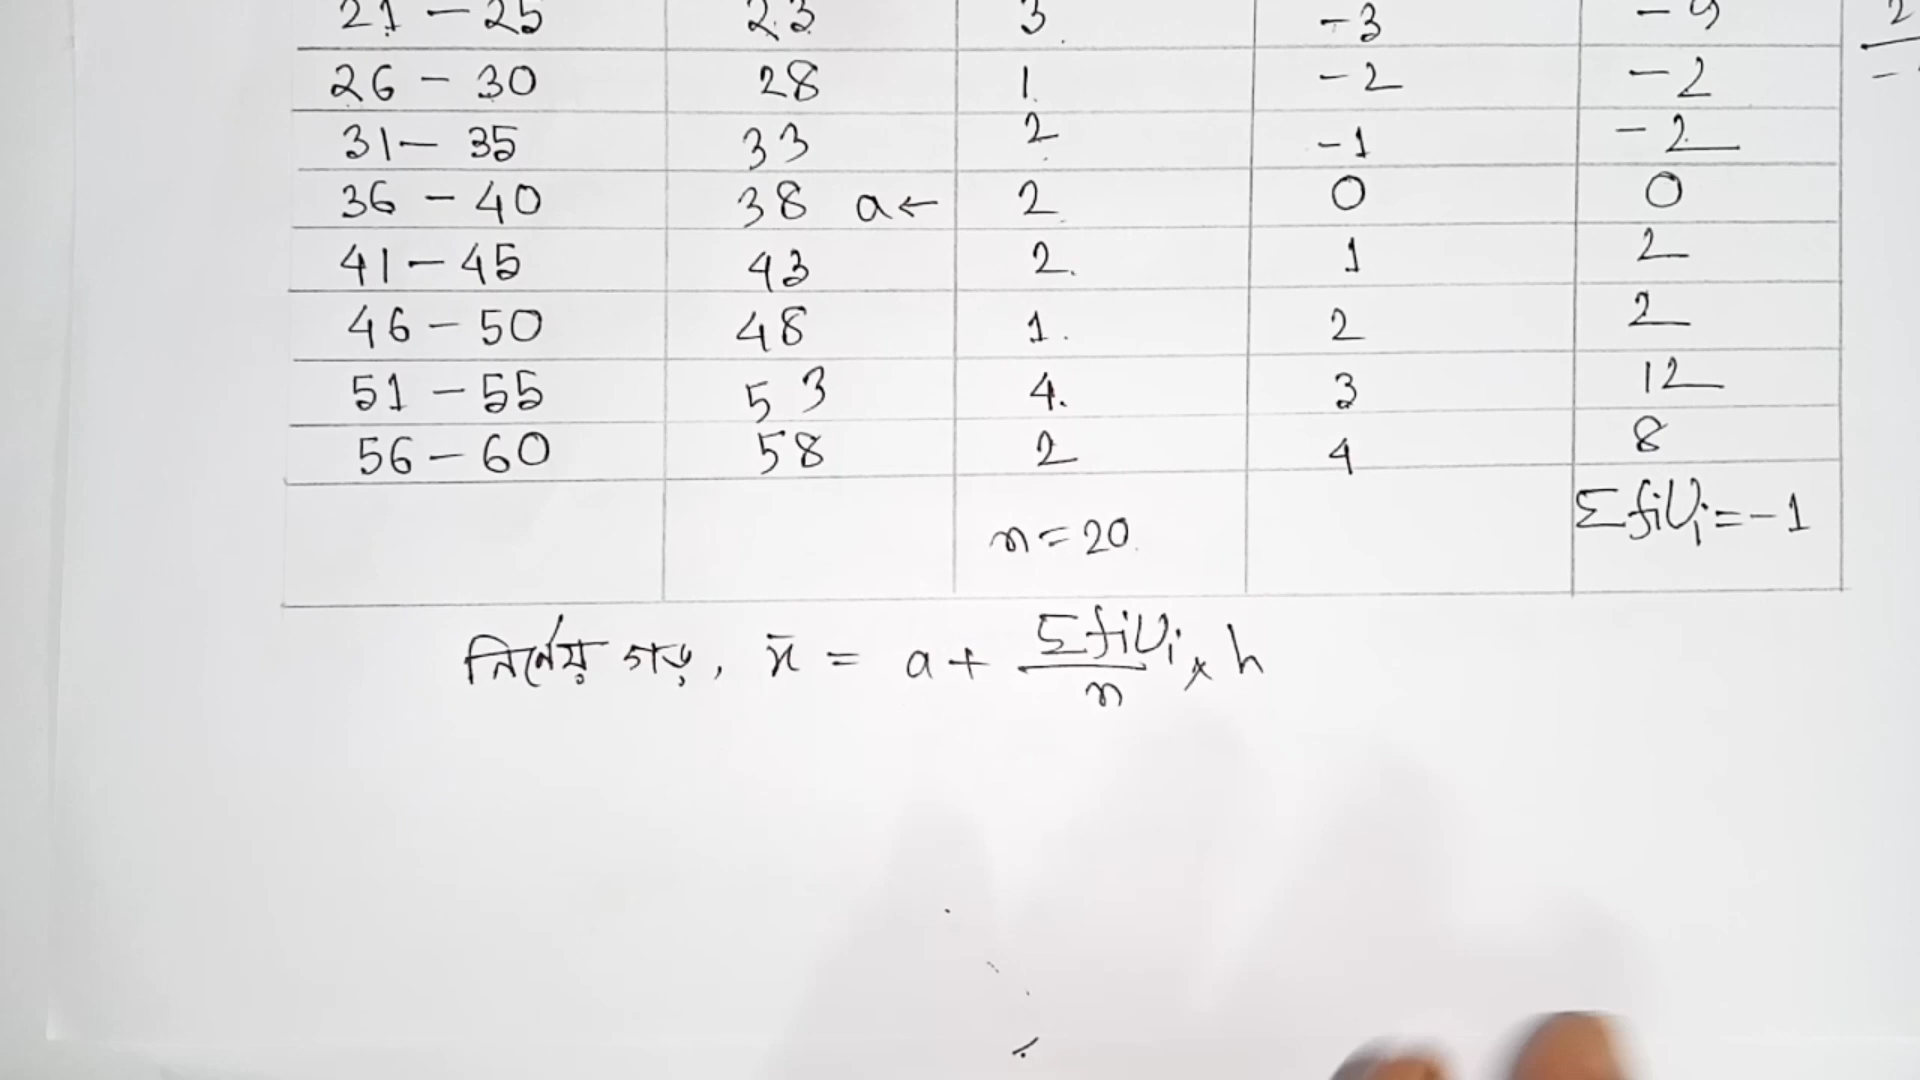 21 – 25 23 3 -3 -9
26 – 30 28 1 -2 -2
31 – 35 33 2 -1 -2
36 – 40 38 a← 2 0 0
41 – 45 43 2 1 2
46 – 50 48 1 2 2
51 – 55 53 4 3 12
56 – 60 58 2 4 8
n = 20 Σfiui = -1
নির্ণেয় গড়, x̄ = a + Σfiui/n × h